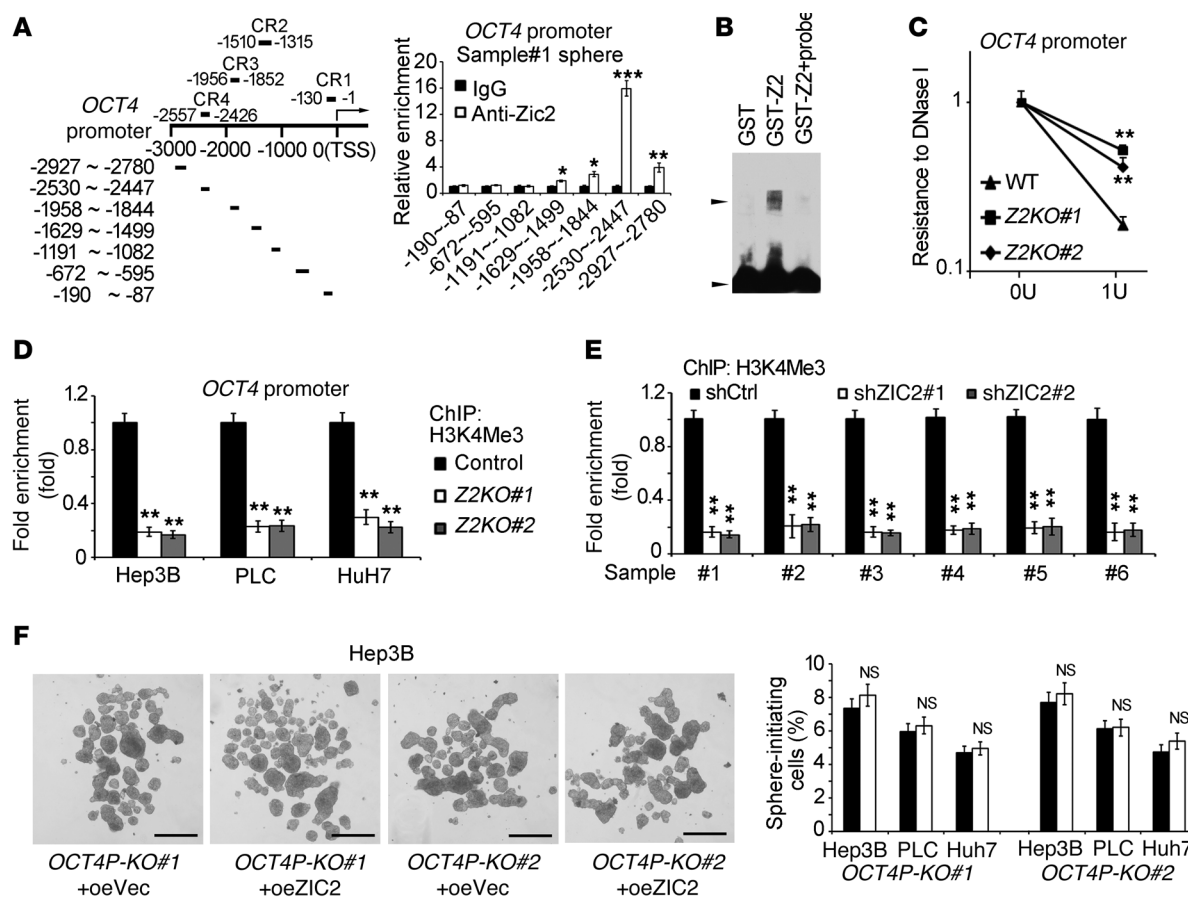 A
CR2
-1510
-1315
CR3
-1956
-1852
CR1
-130
-1
OCT4
promoter
CR4
-2557
-2426
-3000 -2000 -1000 0(TSS)
-2927 ~ -2780
-2530 ~ -2447
-1958 ~ -1844
-1629 ~ -1499
-1191 ~ -1082
-672 ~ -595
-190 ~ -87
OCT4 promoter
Sample#1 sphere
IgG
Anti-Zic2
Relative enrichment
20
16
12
8
4
0
*
*
***
**
-190~-87
-672~-595
-1191~-1082
-1629~-1499
-1958~-1844
-2530~-2447
-2927~-2780
B
GST
GST-Z2
GST-Z2+probe
C
OCT4 promoter
Resistance to DNase I
1
0.1
**
**
WT
Z2KO#1
Z2KO#2
0U
1U
D
OCT4 promoter
Fold enrichment
(fold)
1.2
0.8
0.4
0
** **
** **
** **
Hep3B
PLC
HuH7
ChIP:
H3K4Me3
Control
Z2KO#1
Z2KO#2
E
ChIP: H3K4Me3
shCtrl
shZIC2#1
shZIC2#2
Fold enrichment
(fold)
1.2
0.8
0.4
0
** **
** **
** **
** **
** **
** **
Sample #1 #2 #3 #4 #5 #6
F
Hep3B
OCT4P-KO#1
+oeVec
OCT4P-KO#1
+oeZIC2
OCT4P-KO#2
+oeVec
OCT4P-KO#2
+oeZIC2
Sphere-initiating
cells (%)
10
8
6
4
2
0
NS
NS
NS
NS
NS
NS
Hep3B PLC Huh7
OCT4P-KO#1
Hep3B PLC Huh7
OCT4P-KO#2